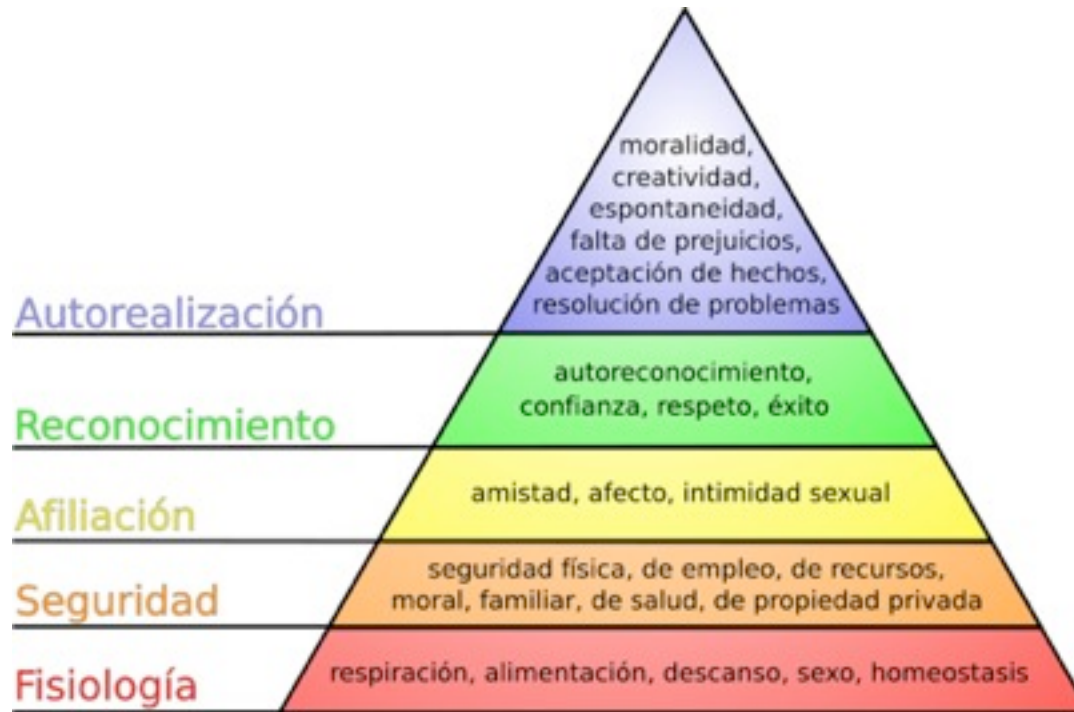 moralidad,
creatividad,
espontaneidad,
falta de prejuicios,
aceptación de hechos,
resolución de problemas
Autorealización
autoreconocimiento,
confianza, respeto, éxito
Reconocimiento
amistad, afecto, intimidad sexual
Afiliación
seguridad física, de empleo, de recursos,
moral, familiar, de salud, de propiedad privada
Seguridad
respiración, alimentación, descanso, sexo, homeostasis
Fisiología